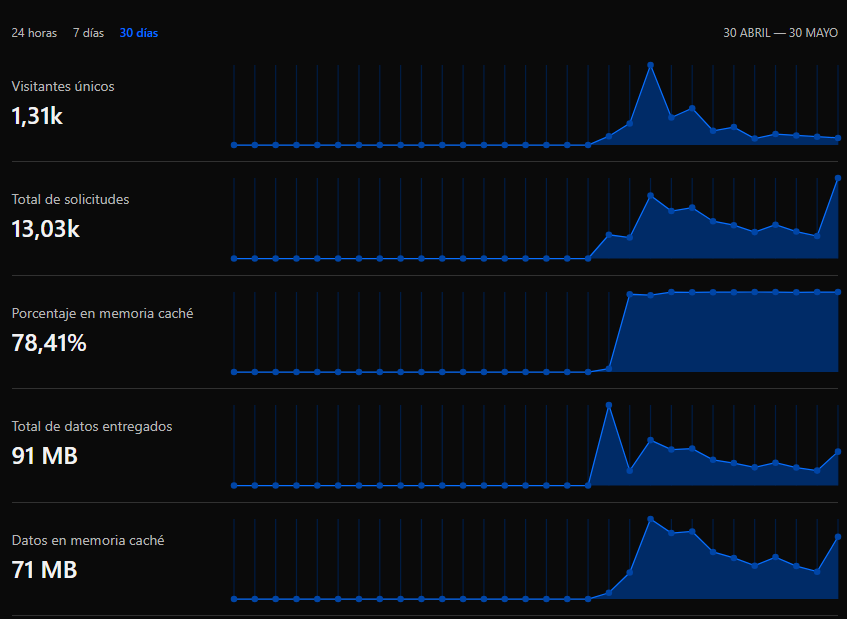 24 horas 7 días 30 días 30 ABRIL — 30 MAYO
Visitantes únicos
1,31k
Total de solicitudes
13,03k
Porcentaje en memoria caché
78,41%
Total de datos entregados
91 MB
Datos en memoria caché
71 MB